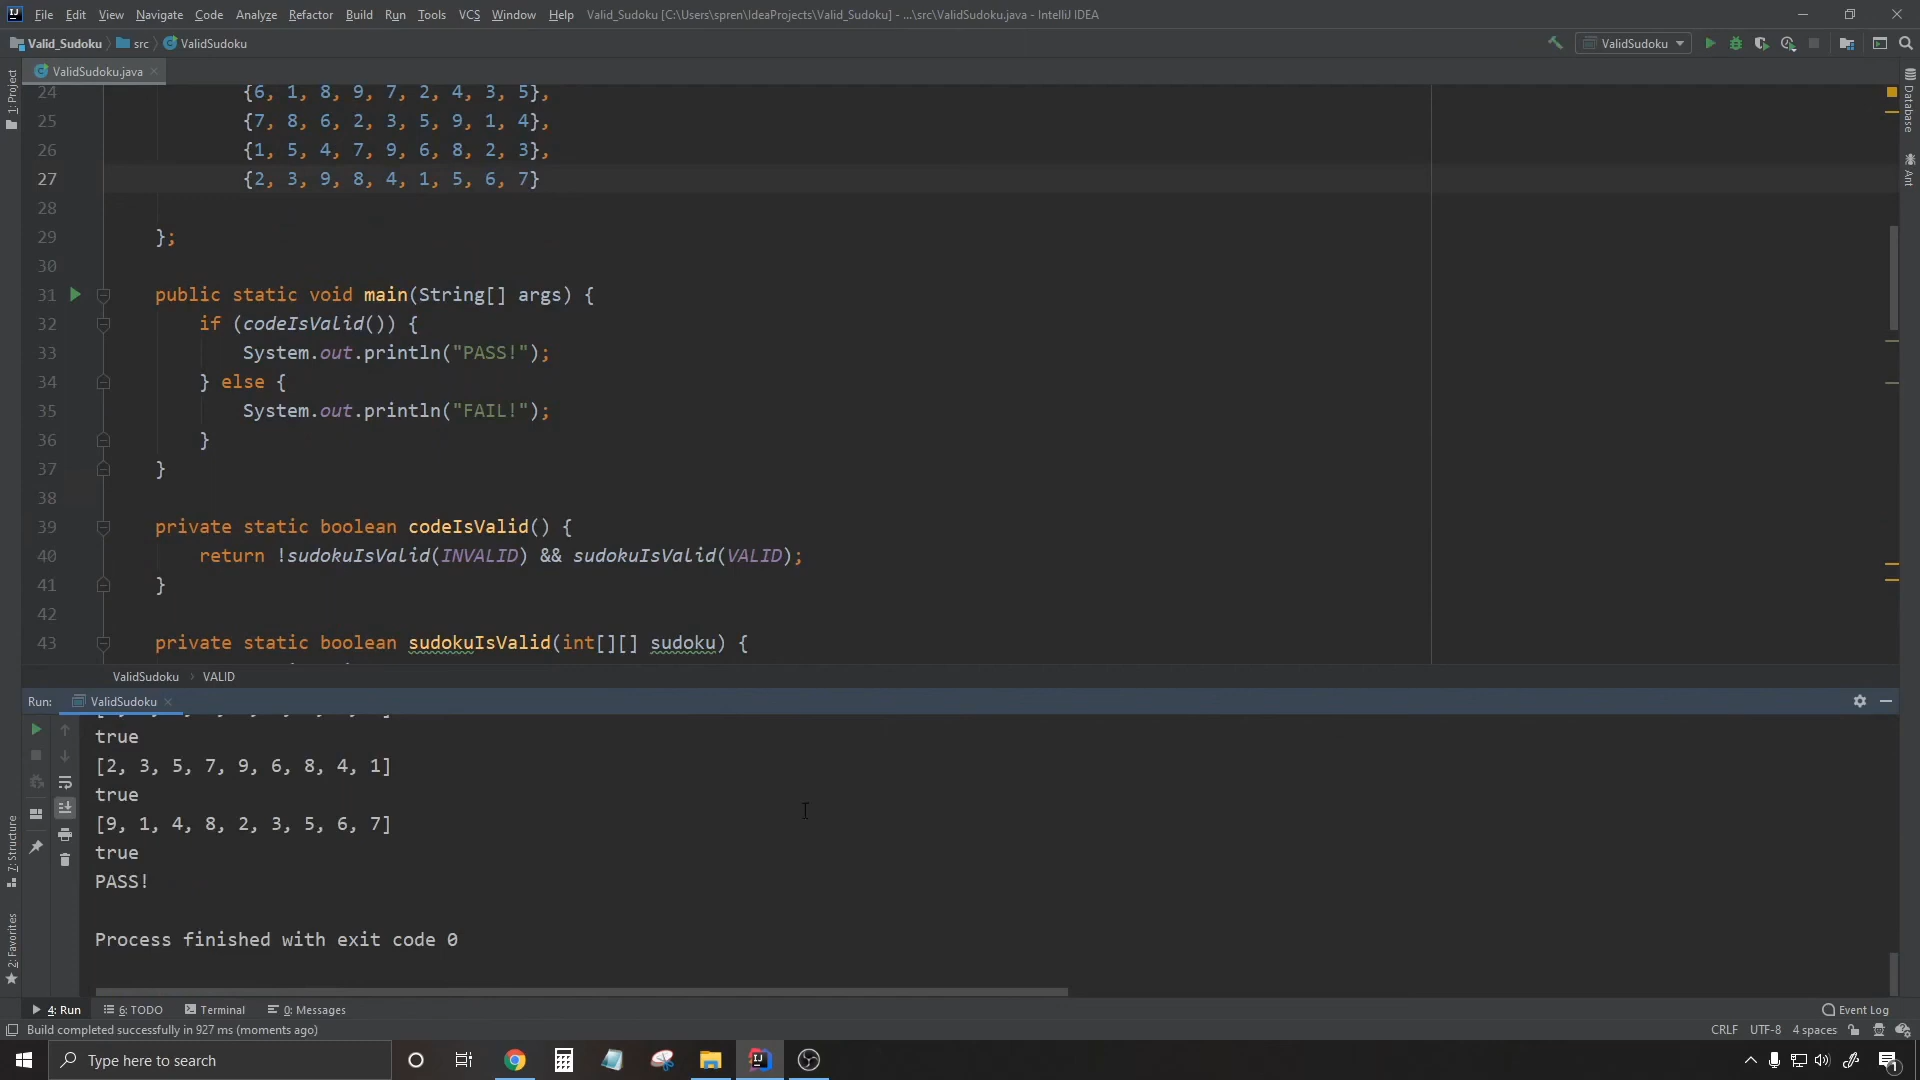 File Edit View Navigate Code Analyze Refactor Build Run Tools VCS Window Help Valid_Sudoku [C:\Users\spren\IdeaProjects\Valid_Sudoku] - ...\src\ValidSudoku.java - IntelliJ IDEA
Valid_Sudoku src ValidSudoku ValidSudoku
ValidSudoku.java
1: Project
Database
Ant
24 {6, 1, 8, 9, 7, 2, 4, 3, 5},
25 {7, 8, 6, 2, 3, 5, 9, 1, 4},
26 {1, 5, 4, 7, 9, 6, 8, 2, 3},
27 {2, 3, 9, 8, 4, 1, 5, 6, 7}
28
29 };
30
31 public static void main(String[] args) {
32 if (codeIsValid()) {
33 System.out.println("PASS!");
34 } else {
35 System.out.println("FAIL!");
36 }
37 }
38
39 private static boolean codeIsValid() {
40 return !sudokuIsValid(INVALID) && sudokuIsValid(VALID);
41 }
42
43 private static boolean sudokuIsValid(int[][] sudoku) {
ValidSudoku VALID
Run: ValidSudoku
true
[2, 3, 5, 7, 9, 6, 8, 4, 1]
true
[9, 1, 4, 8, 2, 3, 5, 6, 7]
true
PASS!
Process finished with exit code 0
7: Structure
2: Favorites
4: Run 6: TODO Terminal 0: Messages Event Log
Build completed successfully in 927 ms (moments ago) CRLF UTF-8 4 spaces
Type here to search
1